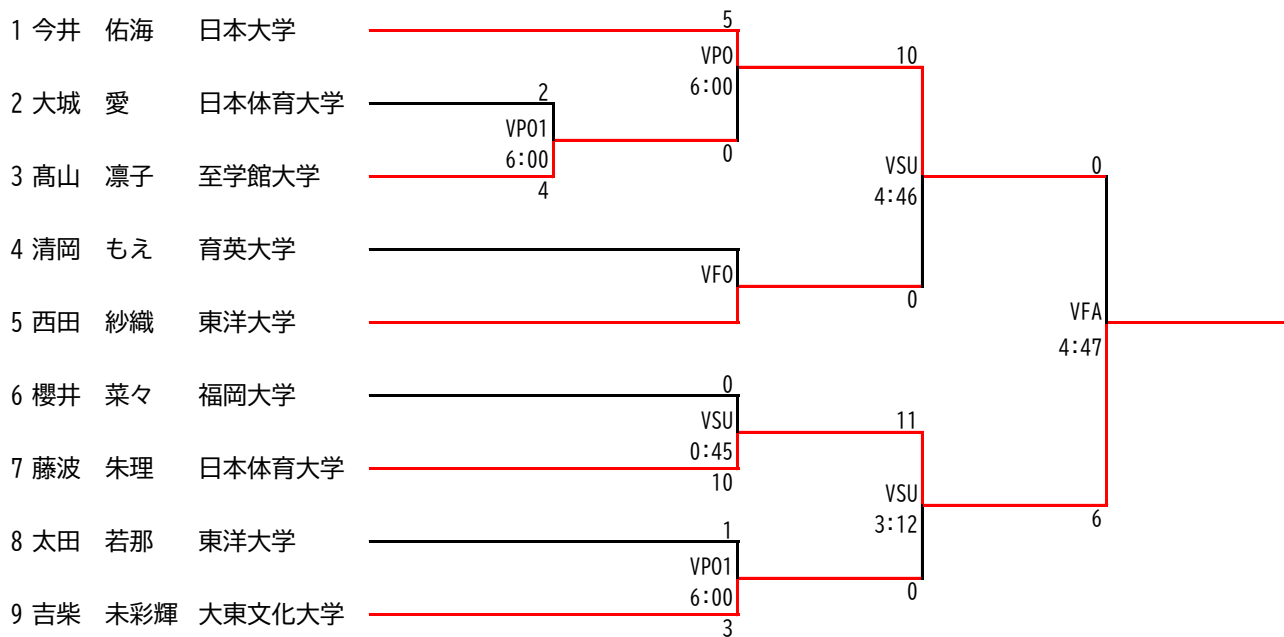 1 今井 佑海 日本大学
2 大城 愛 日本体育大学
3 髙山 凛子 至学館大学
4 清岡 もえ 育英大学
5 西田 紗織 東洋大学
6 櫻井 菜々 福岡大学
7 藤波 朱理 日本体育大学
8 太田 若那 東洋大学
9 吉柴 未彩輝 大東文化大学
2
VPO1
6:00
4
5
VPO
6:00
0
VFO
0
VSU
0:45
10
1
VPO1
6:00
3
10
VSU
4:46
0
11
VSU
3:12
0
0
VFA
4:47
6